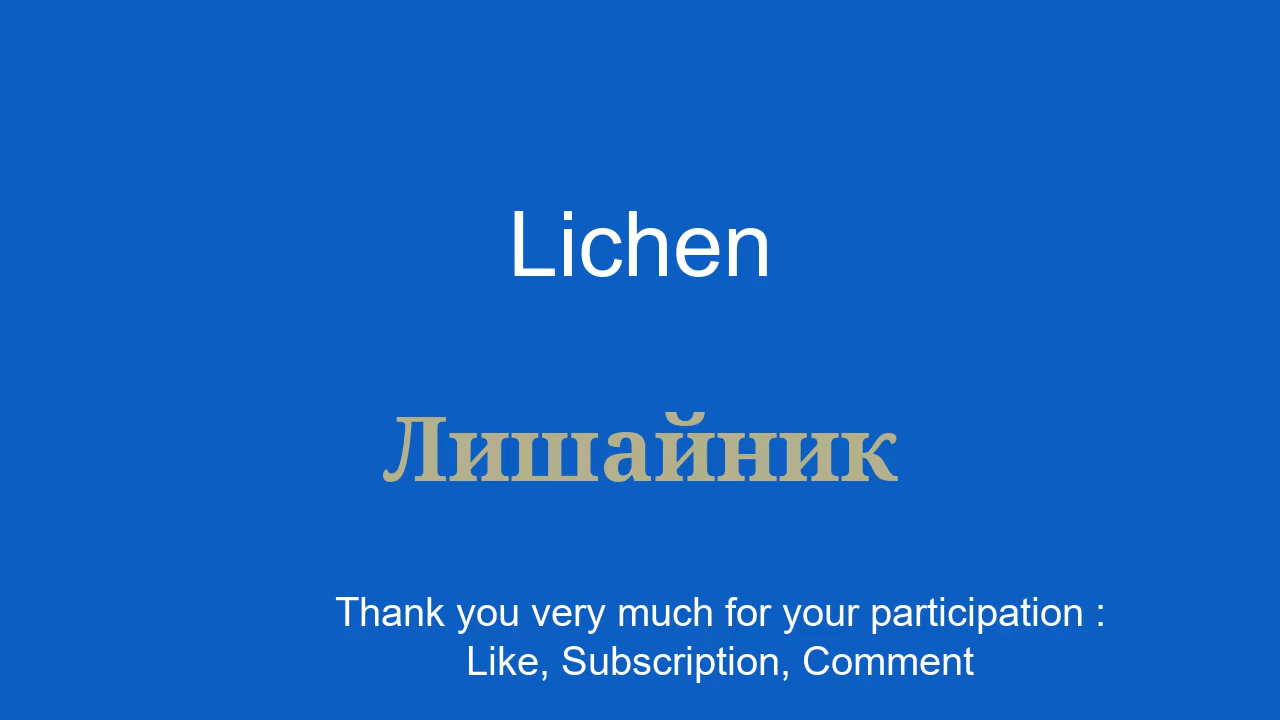 Lichen
Лишайник
Thank you very much for your participation :
Like, Subscription, Comment